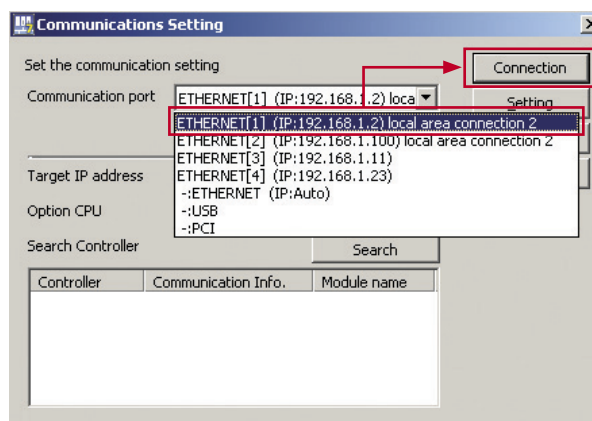 Communications Setting
Set the communication setting
Connection
Communication port
ETHERNET[1] (IP:192.168.1.2) loca
Setting
ETHERNET[1] (IP:192.168.1.2) local area connection 2
ETHERNET[2] (IP:192.168.1.100) local area connection 2
ETHERNET[3] (IP:192.168.1.11)
Target IP address
ETHERNET[4] (IP:192.168.1.23)
-:ETHERNET (IP:Auto)
Option CPU
-:USB
-:PCI
Search Controller
Search
Controller Communication Info. Module name